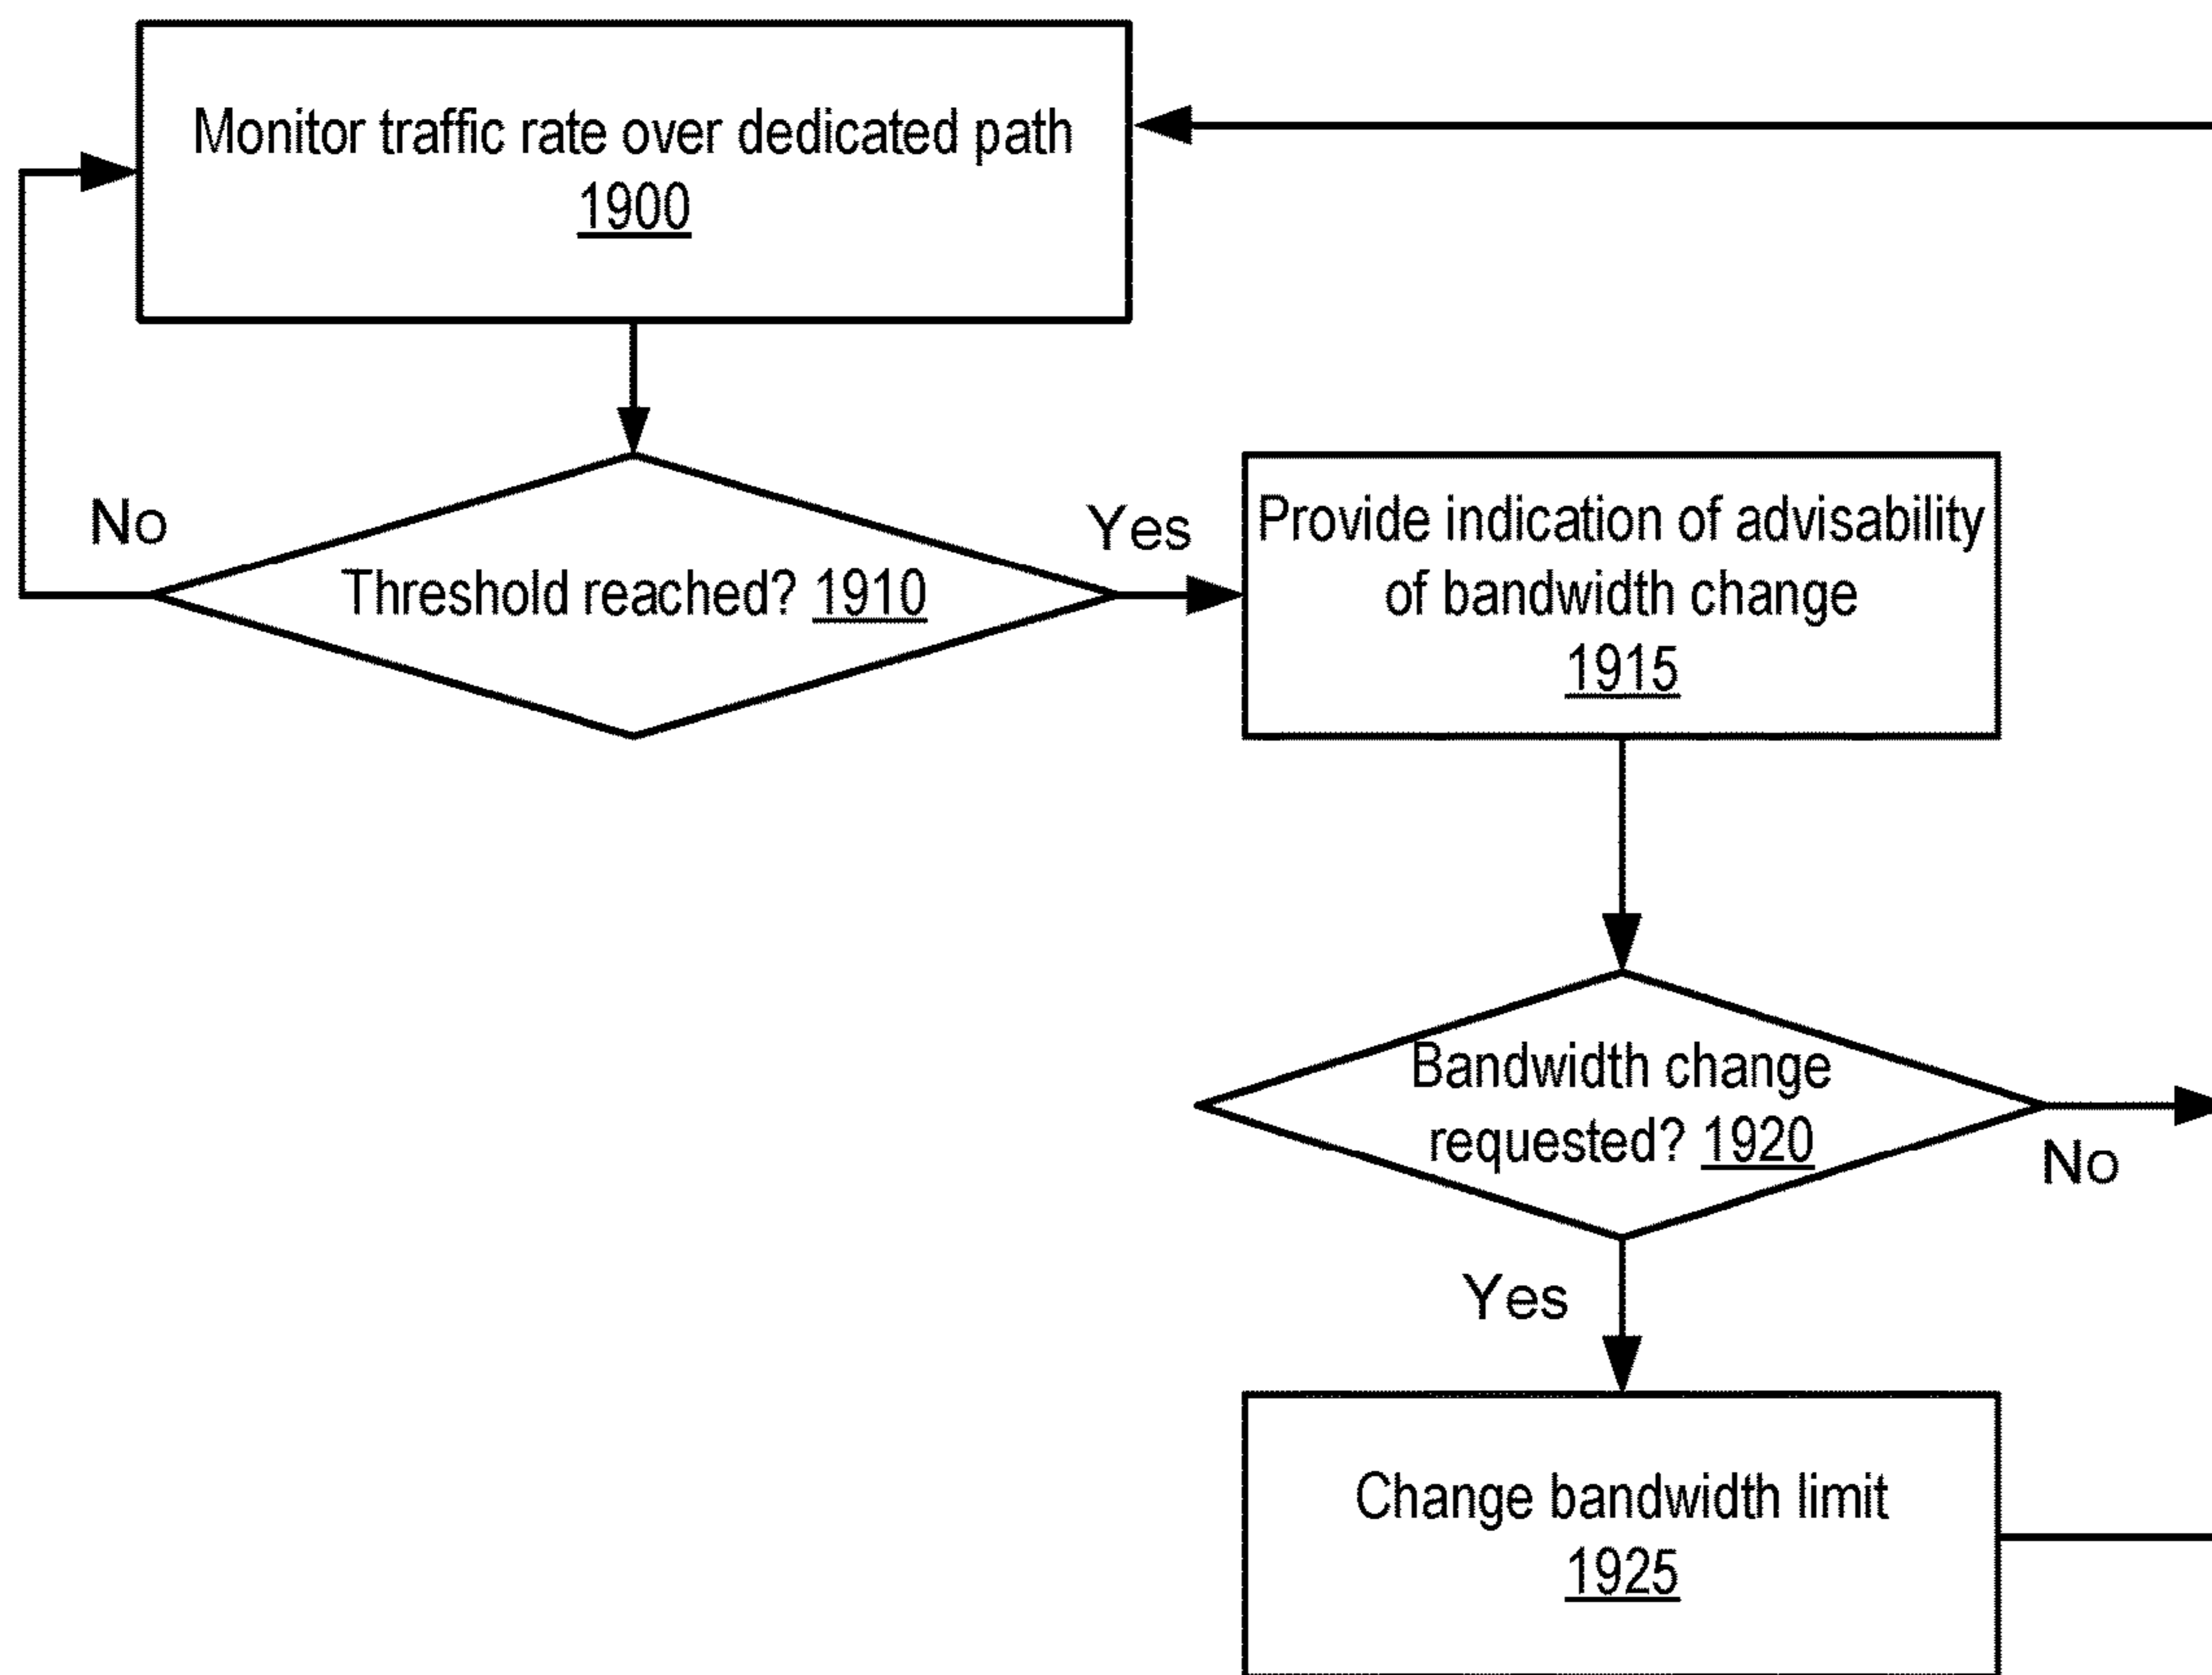 Monitor traffic rate over dedicated path
1900
No
Threshold reached? 1910
Yes
Provide indication of advisability
of bandwidth change
1915
Bandwidth change
requested? 1920
No
Yes
Change bandwidth limit
1925